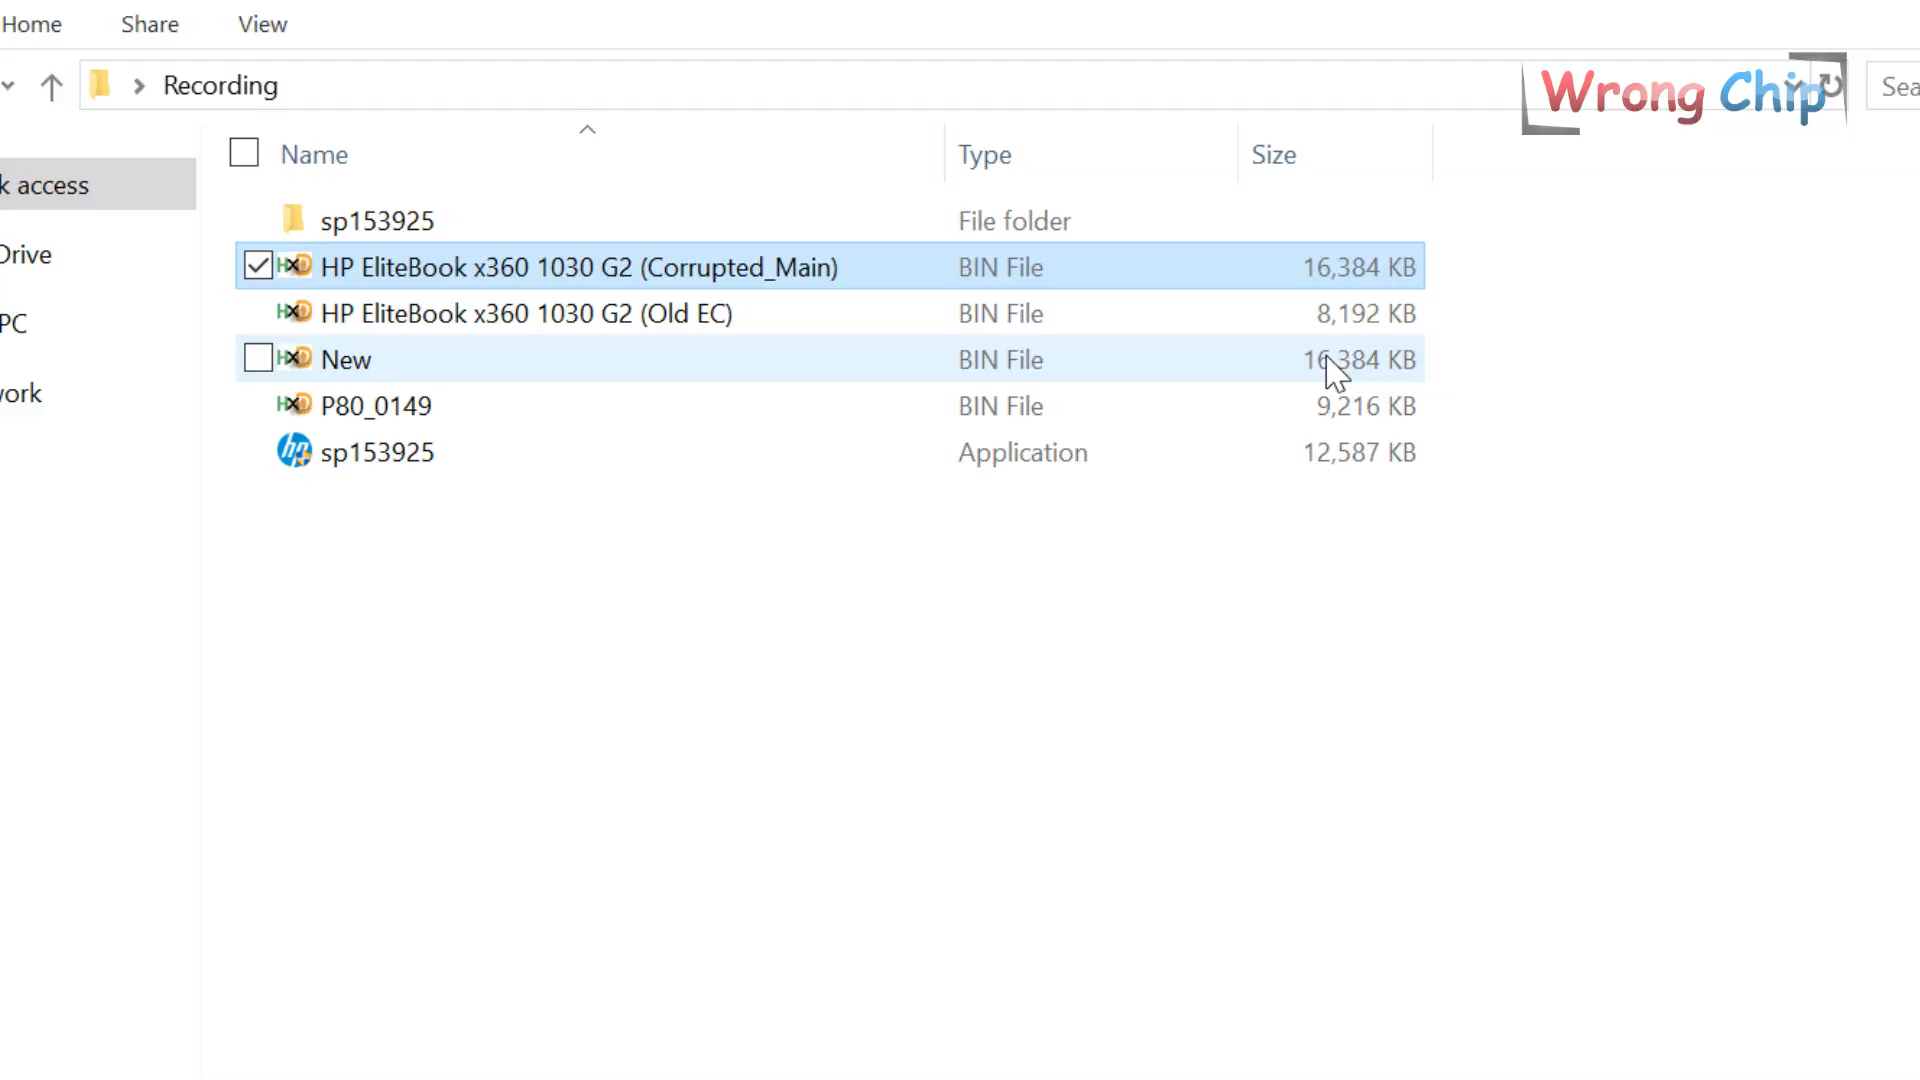 Home Share View
Recording
Wrong Chip
Sea
Name Type Size
k access
sp153925 File folder
Drive
HP EliteBook x360 1030 G2 (Corrupted_Main) BIN File 16,384 KB
HP EliteBook x360 1030 G2 (Old EC) BIN File 8,192 KB
PC
New BIN File 16,384 KB
work
P80_0149 BIN File 9,216 KB
sp153925 Application 12,587 KB